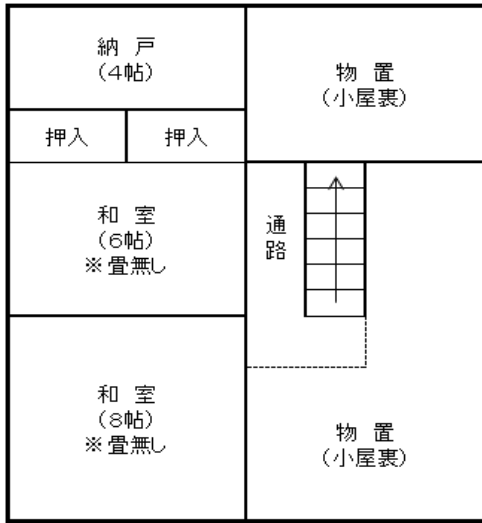 納 戸
(4帖)
物 置
(小屋裏)
押入
押入
和 室
(6帖)
※畳無し
通
路
和 室
(8帖)
※畳無し
物 置
(小屋裏)